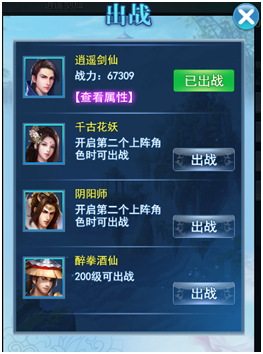 出战
逍遥剑仙
战力：67309
【查看属性】
已出战
千古花妖
开启第二个上阵角
色时可出战
出战
阴阳师
开启第二个上阵角
色时可出战
出战
醉拳酒仙
200级可出战
出战